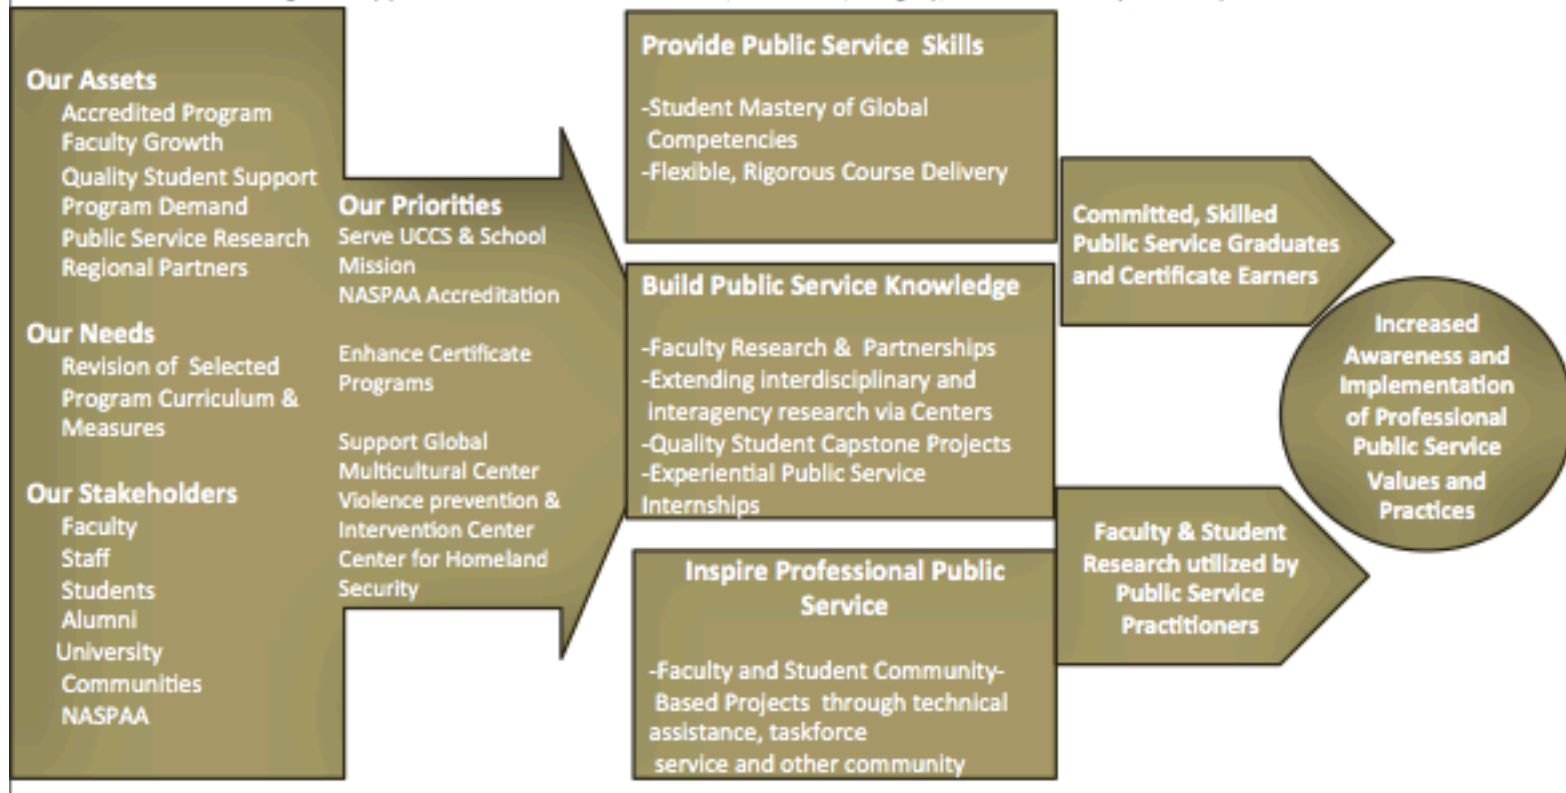 Our Assets
Accredited Program
Faculty Growth
Quality Student Support
Program Demand
Public Service Research
Regional Partners
Our Needs
Revision of Selected
Program Curriculum &
Measures
Our Stakeholders
Faculty
Staff
Students
Alumni
University
Communities
NASPAA
Our Priorities
Serve UCCS & School
Mission
NASPAA Accreditation
Enhance Certificate
Programs
Support Global
Multicultural Center
Violence prevention &
Intervention Center
Center for Homeland
Security
Provide Public Service Skills
-Student Mastery of Global
Competencies
-Flexible, Rigorous Course Delivery
Build Public Service Knowledge
-Faculty Research & Partnerships
-Extending interdisciplinary and
interagency research via Centers
-Quality Student Capstone Projects
-Experiential Public Service
Internships
Inspire Professional Public
Service
-Faculty and Student Community-
Based Projects through technical
assistance, taskforce
service and other community
Committed, Skilled
Public Service Graduates
and Certificate Earners
Faculty & Student
Research utilized by
Public Service
Practitioners
Increased
Awareness and
Implementation
of Professional
Public Service
Values and
Practices